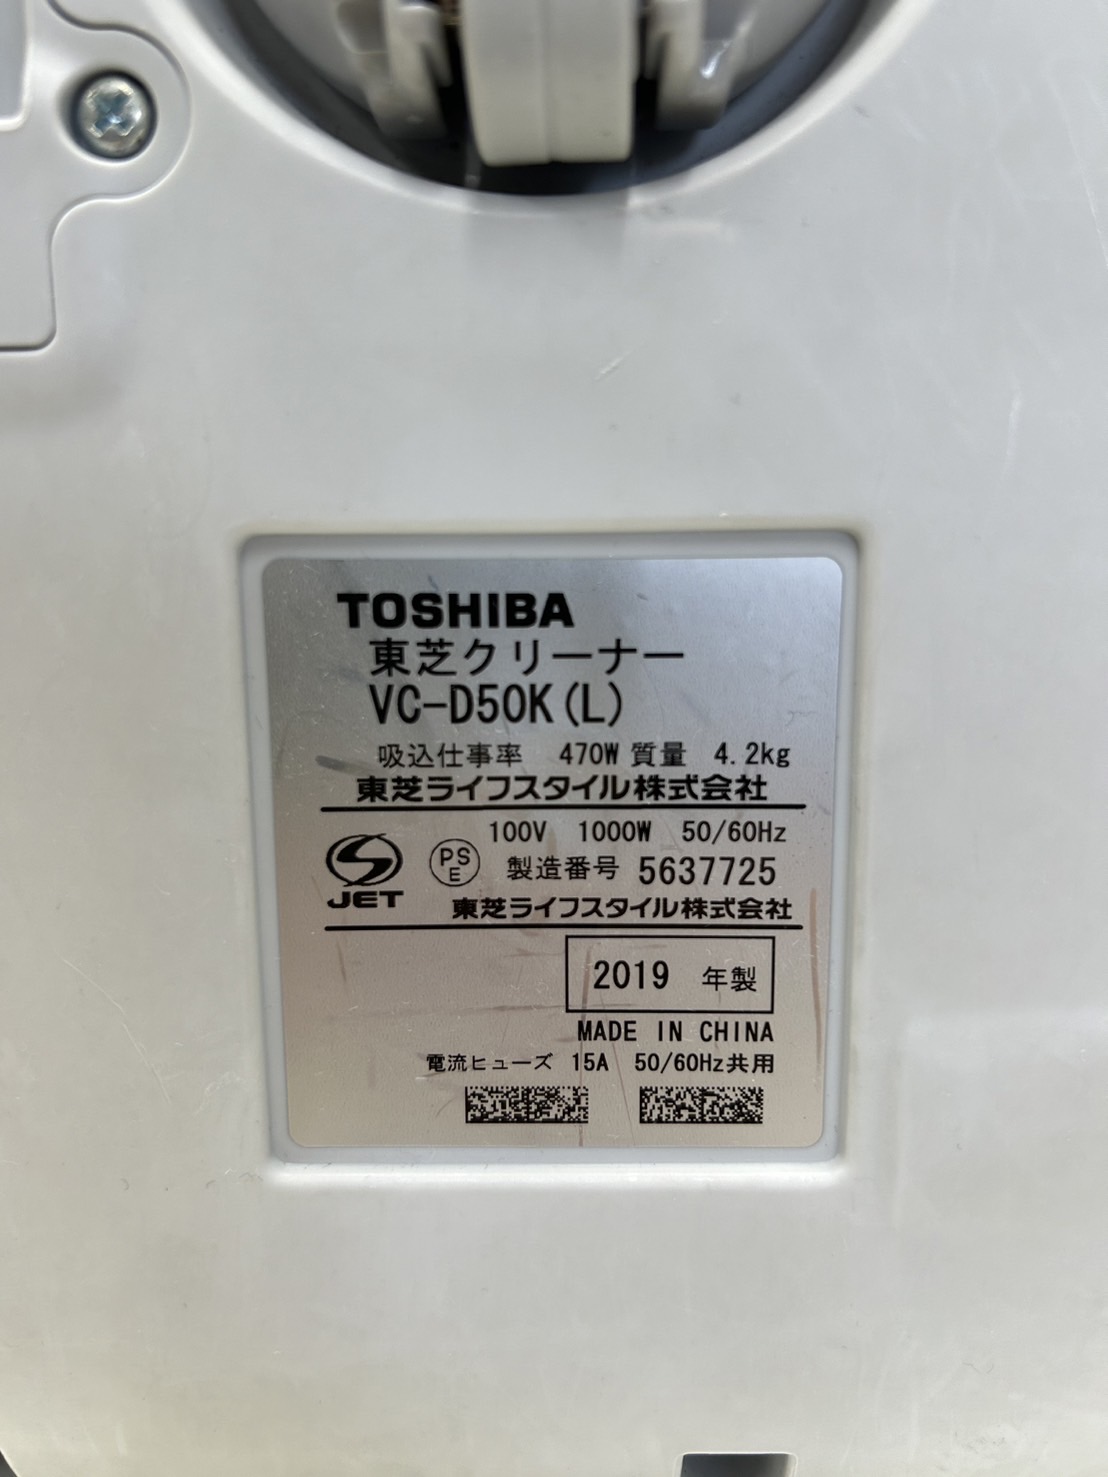 TOSHIBA
東芝クリーナー
VC-D50K(L)
吸込仕事率 470W 質量 4.2kg
東芝ライフスタイル株式会社
100V 1000W 50/60Hz
JET PSE 製造番号 5637725
東芝ライフスタイル株式会社
2019 年製
MADE IN CHINA
電流ヒューズ 15A 50/60Hz共用